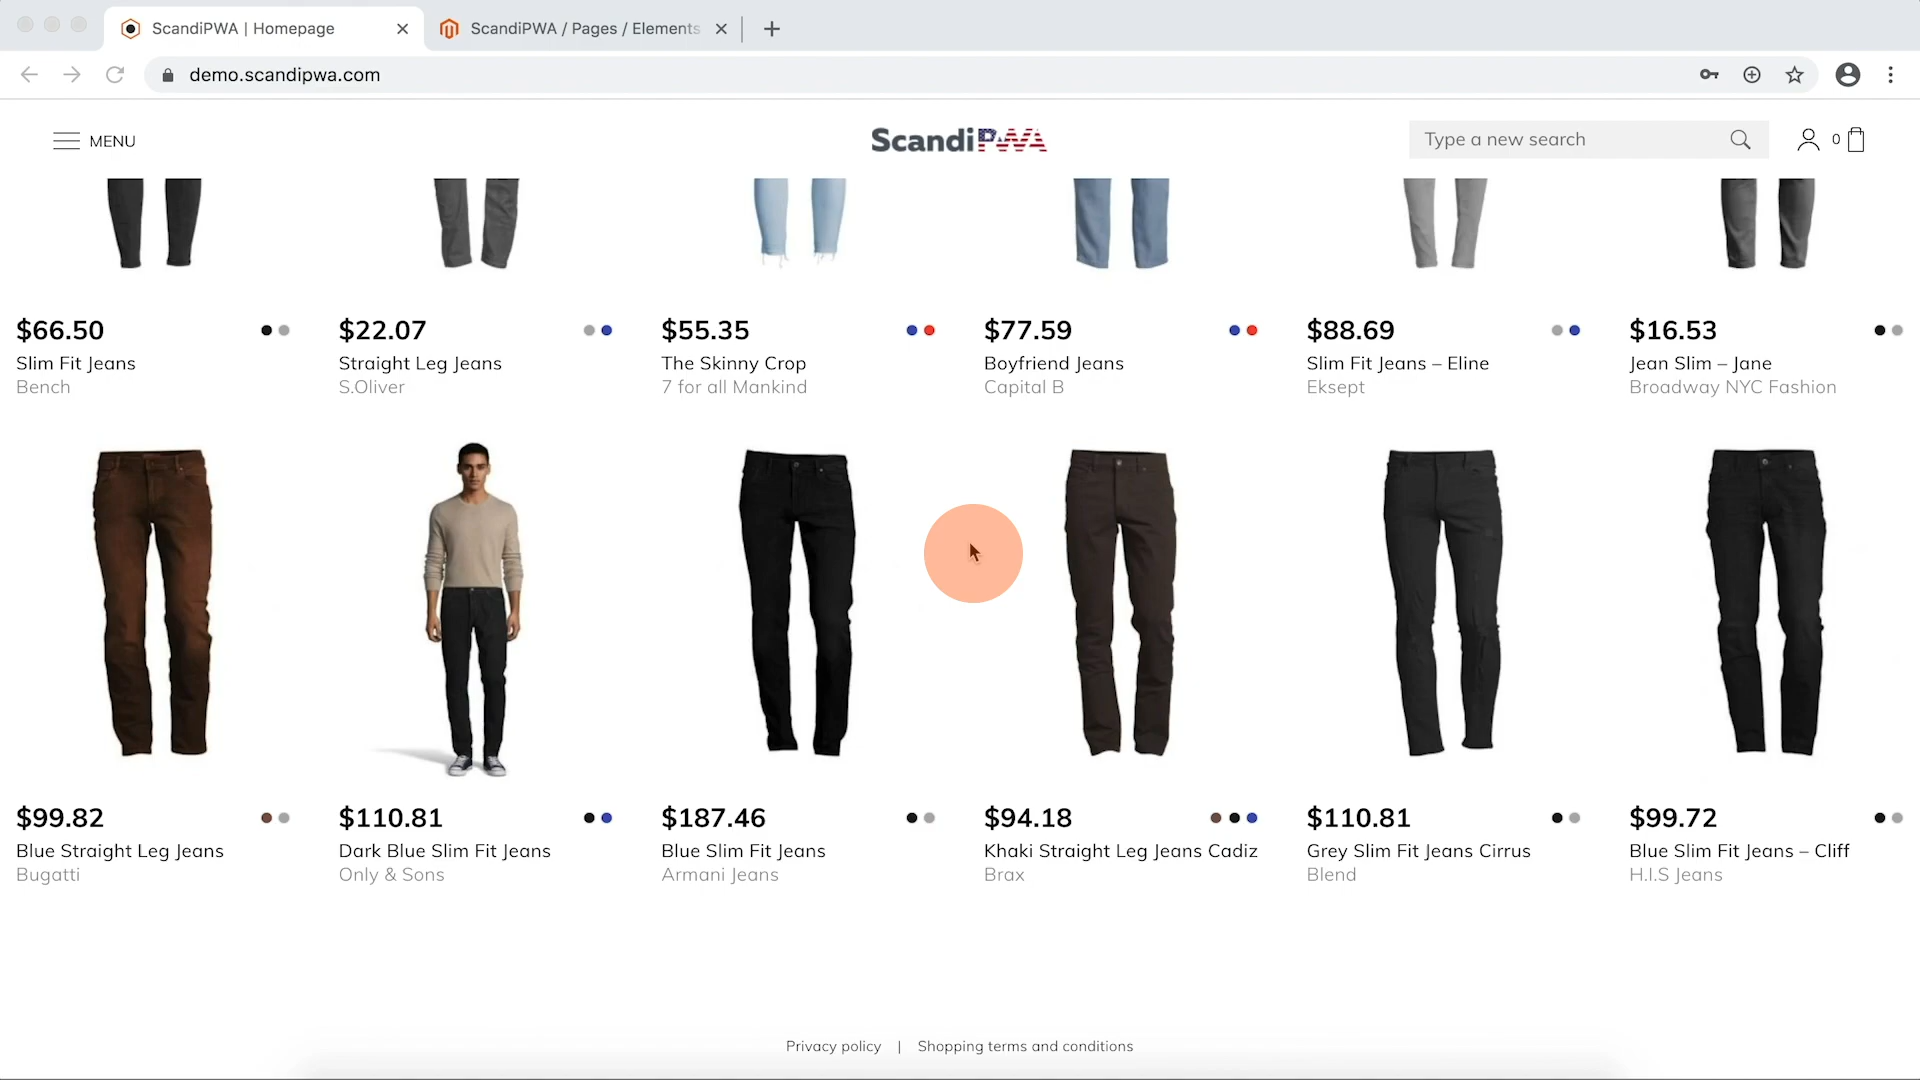 ScandiPWA | Homepage
ScandiPWA / Pages / Elements
demo.scandipwa.com
MENU
ScandiPWA
Type a new search
0
$66.50
Slim Fit Jeans
Bench
$22.07
Straight Leg Jeans
S.Oliver
$55.35
The Skinny Crop
7 for all Mankind
$77.59
Boyfriend Jeans
Capital B
$88.69
Slim Fit Jeans – Eline
Eksept
$16.53
Jean Slim – Jane
Broadway NYC Fashion
$99.82
Blue Straight Leg Jeans
Bugatti
$110.81
Dark Blue Slim Fit Jeans
Only & Sons
$187.46
Blue Slim Fit Jeans
Armani Jeans
$94.18
Khaki Straight Leg Jeans Cadiz
Brax
$110.81
Grey Slim Fit Jeans Cirrus
Blend
$99.72
Blue Slim Fit Jeans – Cliff
H.I.S Jeans
Privacy policy | Shopping terms and conditions